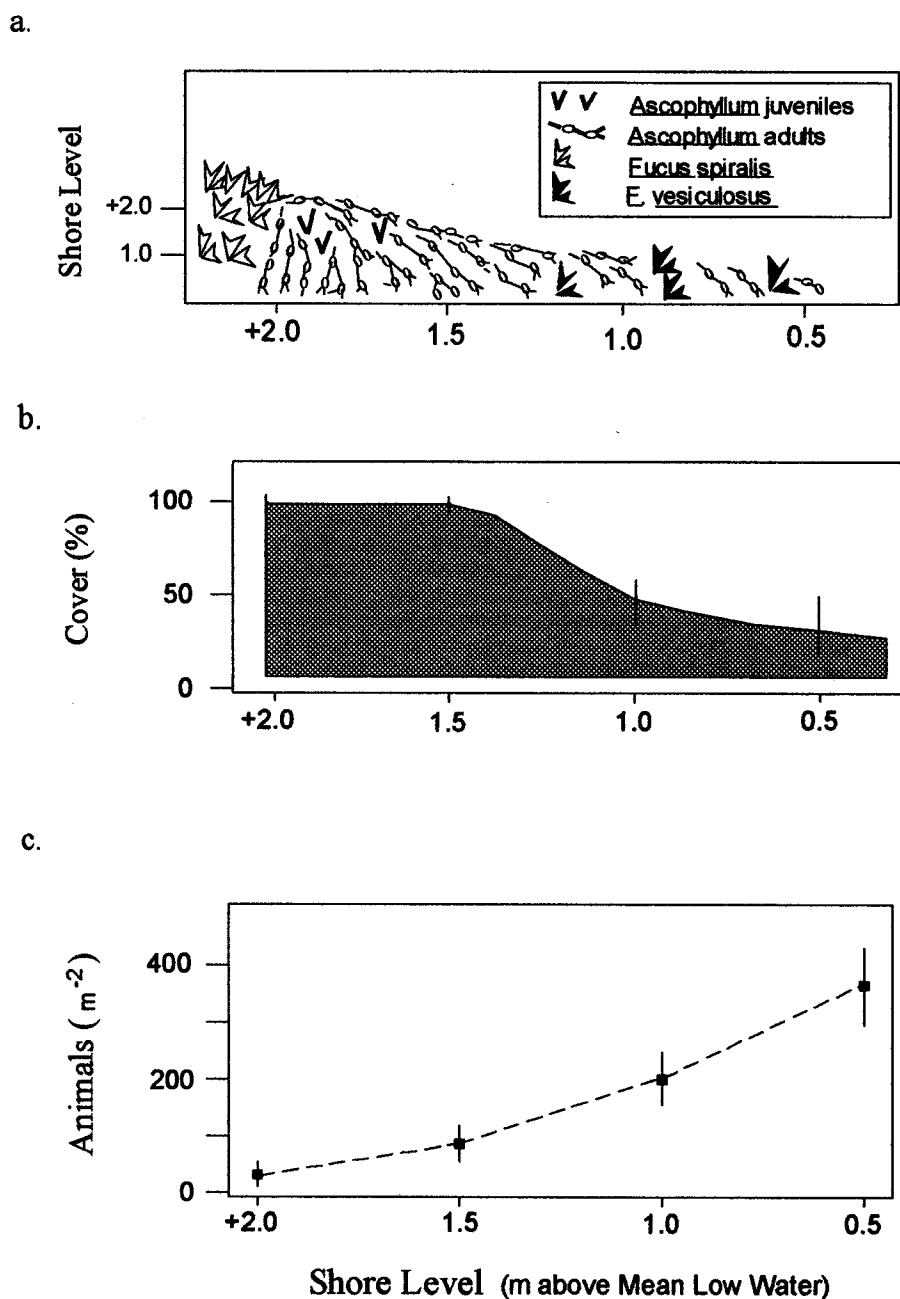 a.
Shore Level
+2.0
1.0
Ascophyllum juveniles
Ascophyllum adults
Fucus spiralis
F. vesiculosus
+2.0 1.5 1.0 0.5
b.
Cover (%)
100
50
0
+2.0 1.5 1.0 0.5
c.
Animals ( m-2)
400
200
0
+2.0 1.5 1.0 0.5
Shore Level (m above Mean Low Water)